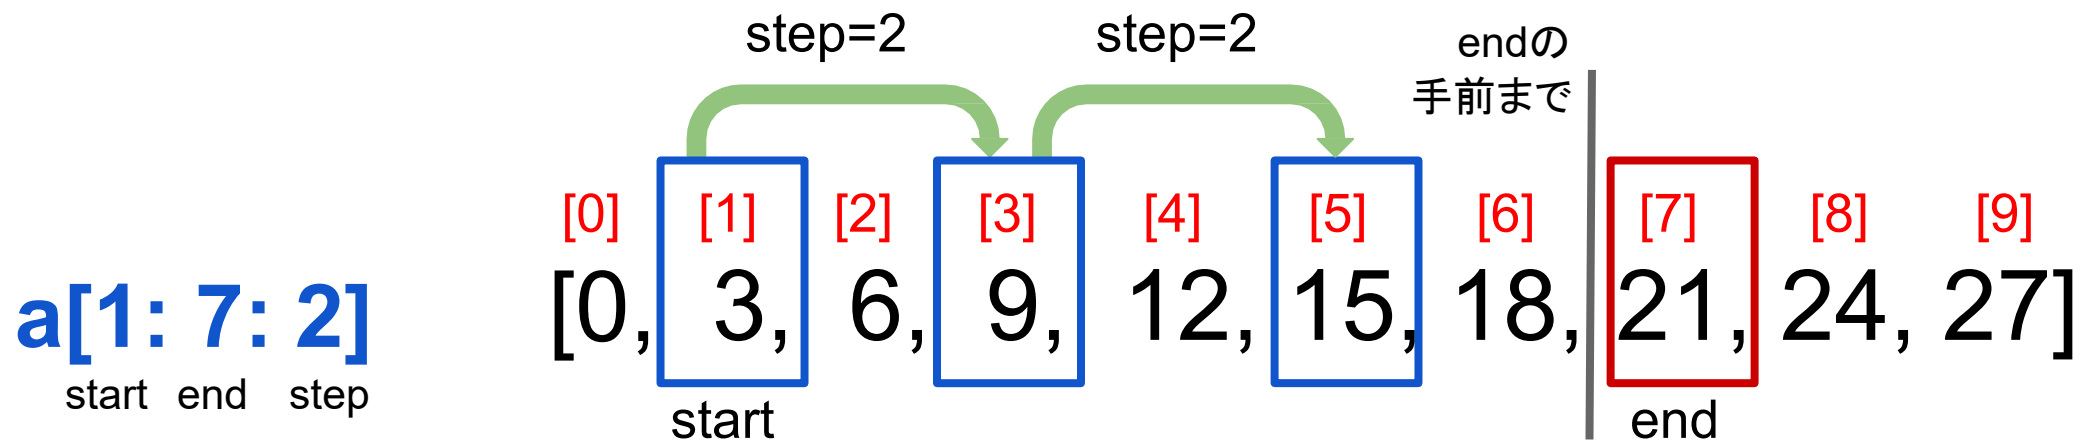 step=2 step=2
endの
手前まで
[0] [1] [2] [3] [4] [5] [6] [7] [8] [9]
a[1: 7: 2] [0, 3, 6, 9, 12, 15, 18, 21, 24, 27]
start end step
start end